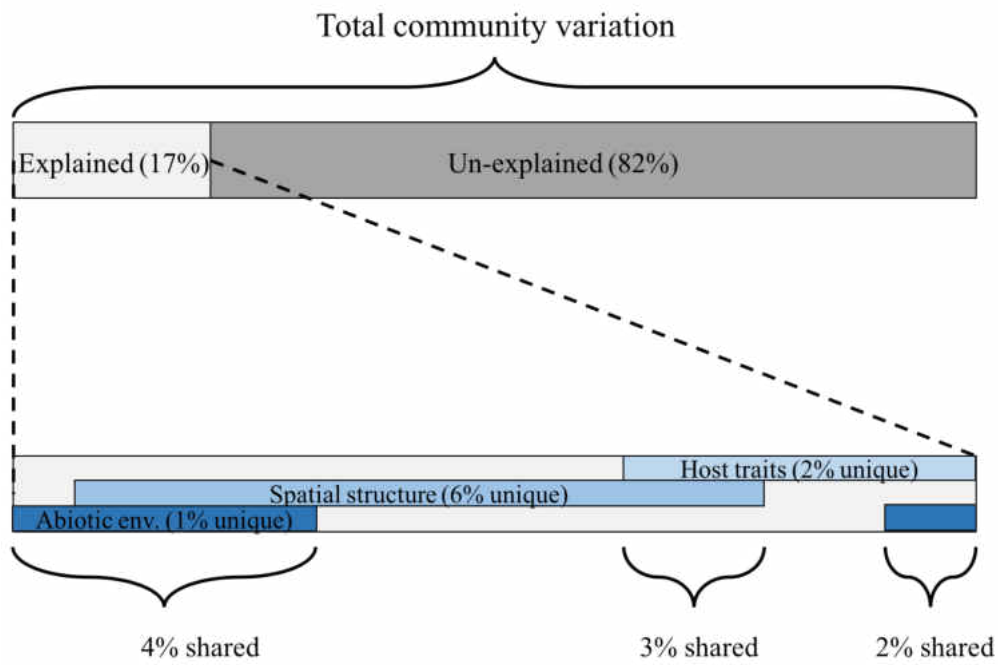 Total community variation
Explained (17%)
Un-explained (82%)
Host traits (2% unique)
Spatial structure (6% unique)
Abiotic env. (1% unique)
4% shared
3% shared
2% shared